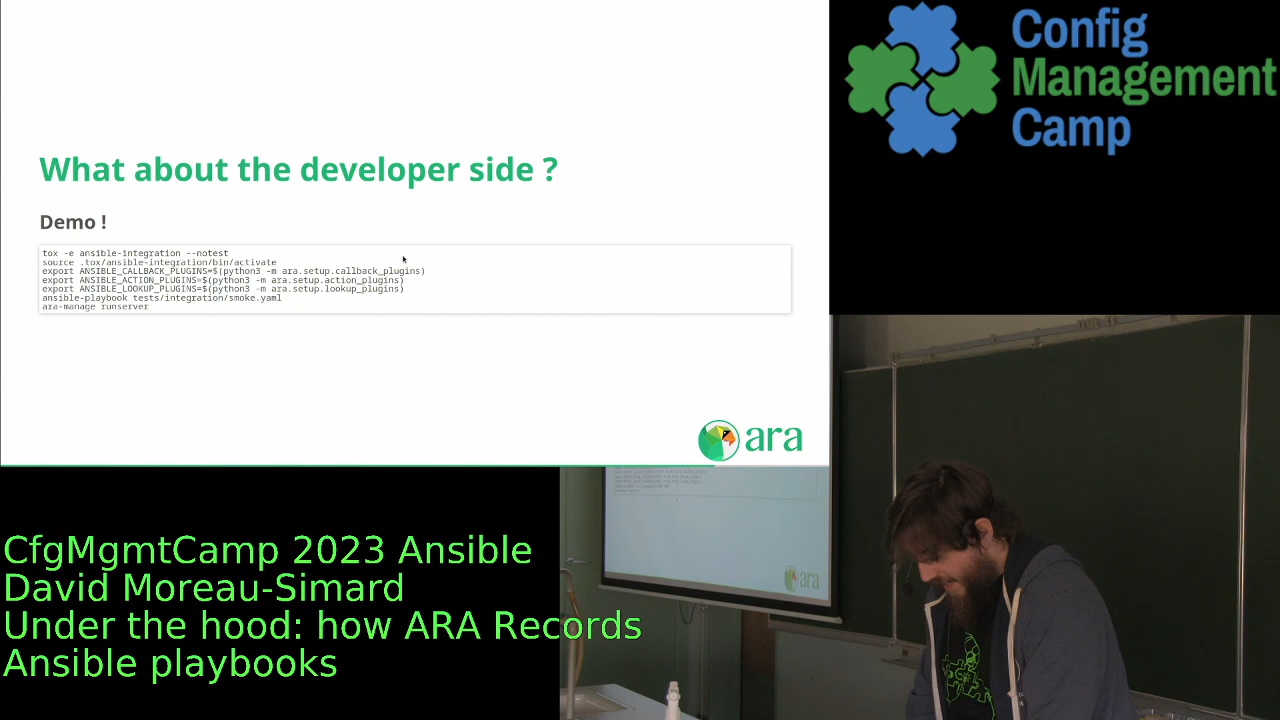 What about the developer side ?
Demo !
tox -e ansible-integration --notest
source .tox/ansible-integration/bin/activate
export ANSIBLE_CALLBACK_PLUGINS=$(python3 -m ara.setup.callback_plugins)
export ANSIBLE_ACTION_PLUGINS=$(python3 -m ara.setup.action_plugins)
export ANSIBLE_LOOKUP_PLUGINS=$(python3 -m ara.setup.lookup_plugins)
ansible-playbook tests/integration/smoke.yaml
ara-manage runserver
ara
Config
Management
Camp
ara
CfgMgmtCamp 2023 Ansible
David Moreau-Simard
Under the hood: how ARA Records
Ansible playbooks